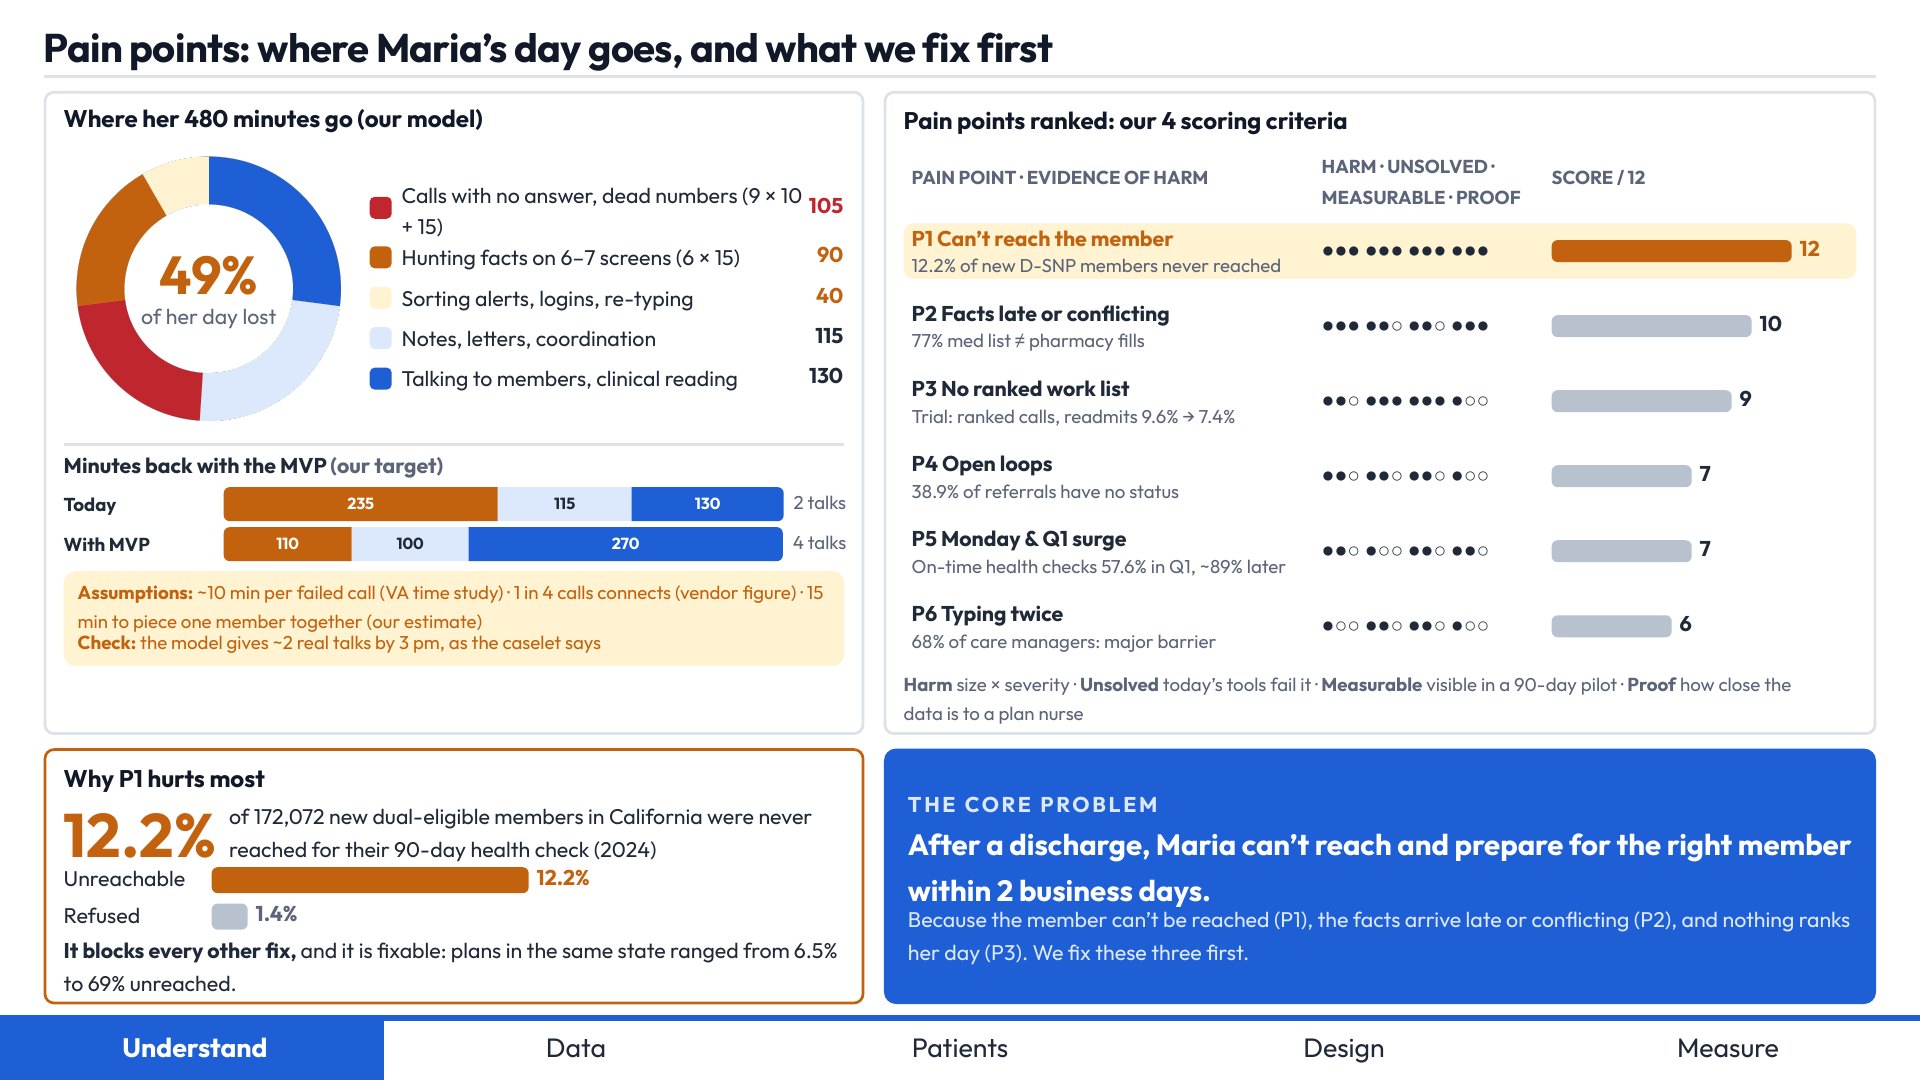 Pain points: where Maria’s day goes, and what we fix first
Where her 480 minutes go (our model)
49%
of her day lost
Calls with no answer, dead numbers (9 × 10
+ 15)
105
Hunting facts on 6–7 screens (6 × 15)
90
Sorting alerts, logins, re-typing
40
Notes, letters, coordination
115
Talking to members, clinical reading
130
Minutes back with the MVP (our target)
Today
235
115
130
2 talks
With MVP
110
100
270
4 talks
Assumptions: ~10 min per failed call (VA time study) · 1 in 4 calls connects (vendor figure) · 15
min to piece one member together (our estimate)
Check: the model gives ~2 real talks by 3 pm, as the caselet says
Pain points ranked: our 4 scoring criteria
PAIN POINT · EVIDENCE OF HARM
HARM · UNSOLVED ·
MEASURABLE · PROOF
SCORE / 12
P1 Can’t reach the member
12.2% of new D-SNP members never reached
●●● ●●● ●●● ●●●
12
P2 Facts late or conflicting
77% med list ≠ pharmacy fills
●●● ●●○ ●●○ ●●●
10
P3 No ranked work list
Trial: ranked calls, readmits 9.6% → 7.4%
●●○ ●●● ●●● ●○○
9
P4 Open loops
38.9% of referrals have no status
●●○ ●●○ ●●○ ●○○
7
P5 Monday & Q1 surge
On-time health checks 57.6% in Q1, ~89% later
●●○ ●○○ ●●○ ●●○
7
P6 Typing twice
68% of care managers: major barrier
●○○ ●●○ ●●○ ●○○
6
Harm size × severity · Unsolved today’s tools fail it · Measurable visible in a 90-day pilot · Proof how close the
data is to a plan nurse
Why P1 hurts most
12.2%
of 172,072 new dual-eligible members in California were never
reached for their 90-day health check (2024)
Unreachable
12.2%
Refused
1.4%
It blocks every other fix, and it is fixable: plans in the same state ranged from 6.5%
to 69% unreached.
THE CORE PROBLEM
After a discharge, Maria can’t reach and prepare for the right member
within 2 business days.
Because the member can’t be reached (P1), the facts arrive late or conflicting (P2), and nothing ranks
her day (P3). We fix these three first.
Understand
Data
Patients
Design
Measure